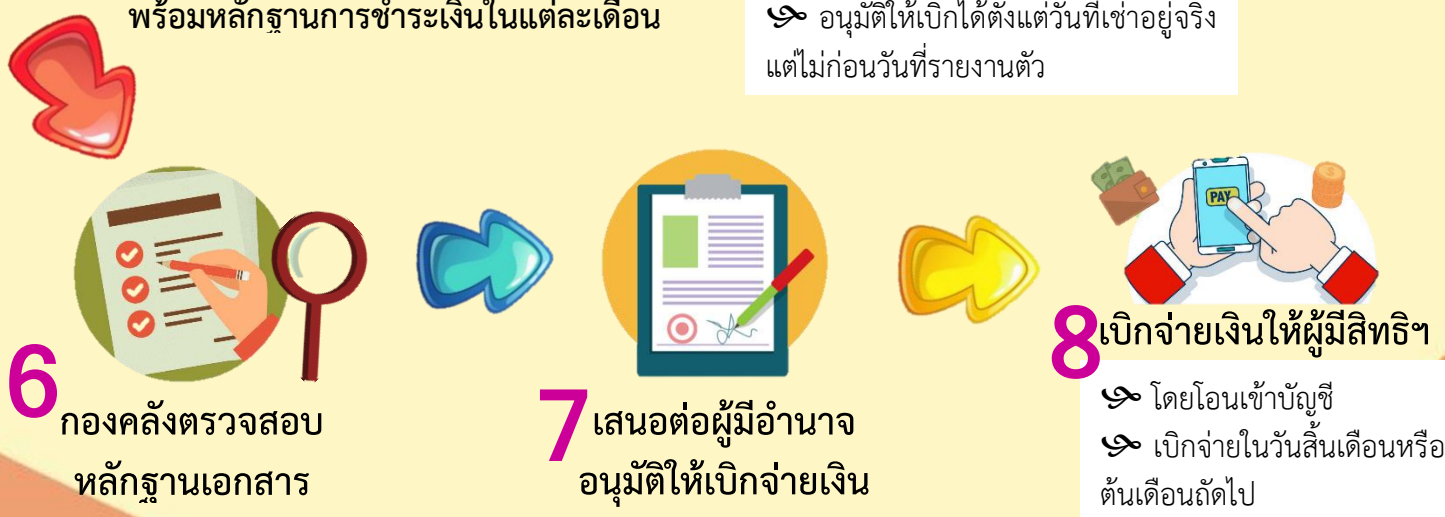 พร้อมหลักฐานการชำระเงินในแต่ละเดือน
อนุมัติให้เบิกได้ตั้งแต่วันที่เช่าอยู่จริง
แต่ไม่ก่อนวันที่รายงานตัว
6
กองคลังตรวจสอบ
หลักฐานเอกสาร
7
เสนอต่อผู้มีอำนาจ
อนุมัติให้เบิกจ่ายเงิน
PAY
8
เบิกจ่ายเงินให้ผู้มีสิทธิฯ
โดยโอนเข้าบัญชี
เบิกจ่ายในวันสิ้นเดือนหรือ
ต้นเดือนถัดไป